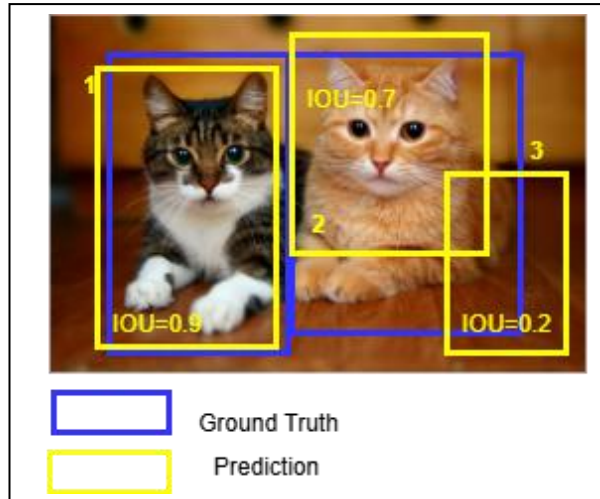 1
IOU=0.7
3
2
IOU=0.9
IOU=0.2
Ground Truth
Prediction